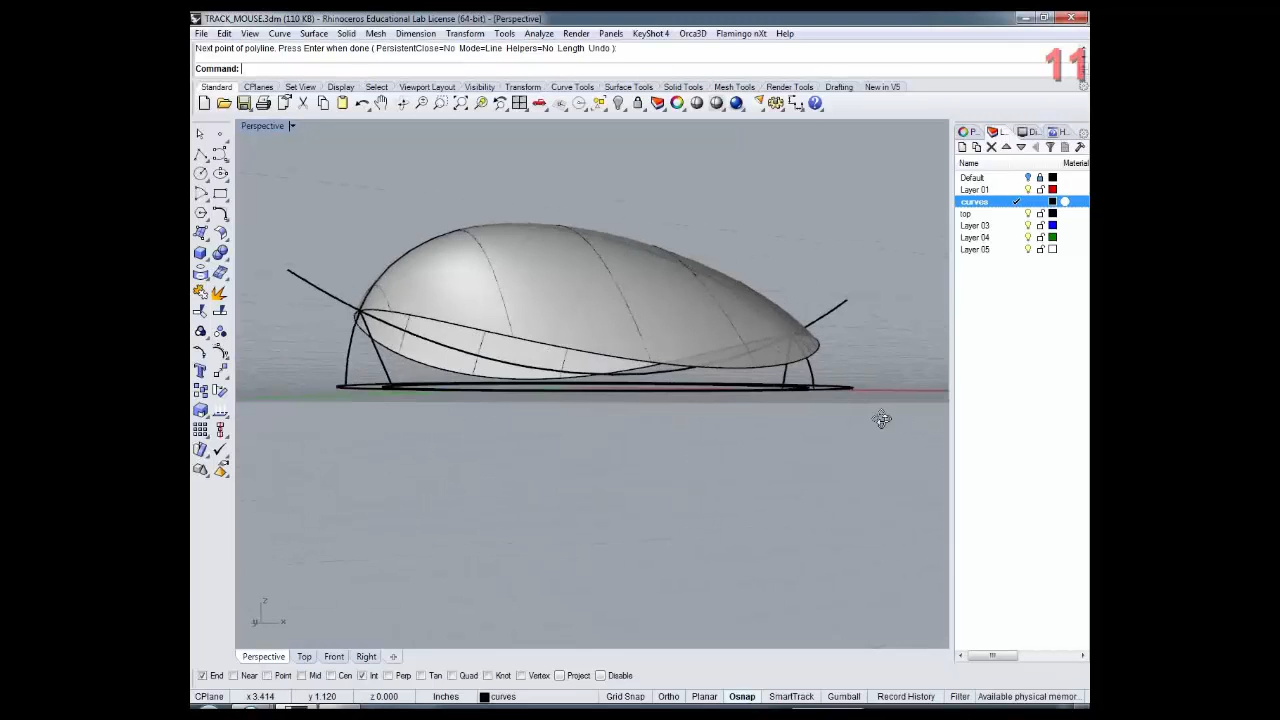 TRACK_MOUSE.3dm (110 KB) - Rhinoceros Educational Lab License (64-bit) - [Perspective]
File Edit View Curve Surface Solid Mesh Dimension Transform Tools Analyze Render Panels KeyShot 4 Orca3D Flamingo nXt Help
Next point of polyline. Press Enter when done ( PersistentClose=No Mode=Line Helpers=No Length Undo ):
11
Command:
Standard CPlanes Set View Display Select Viewport Layout Visibility Transform Curve Tools Surface Tools Solid Tools Mesh Tools Render Tools Drafting New in V5
Perspective
P... L... Di... H...
Name Material
Default
Layer 01
curves
top
Layer 03
Layer 04
Layer 05
z
y x
Perspective Top Front Right
End Near Point Mid Cen Int Perp Tan Quad Knot Vertex Project Disable
CPlane x 3.414 y 1.120 z 0.000 Inches curves Grid Snap Ortho Planar Osnap SmartTrack Gumball Record History Filter Available physical memor...